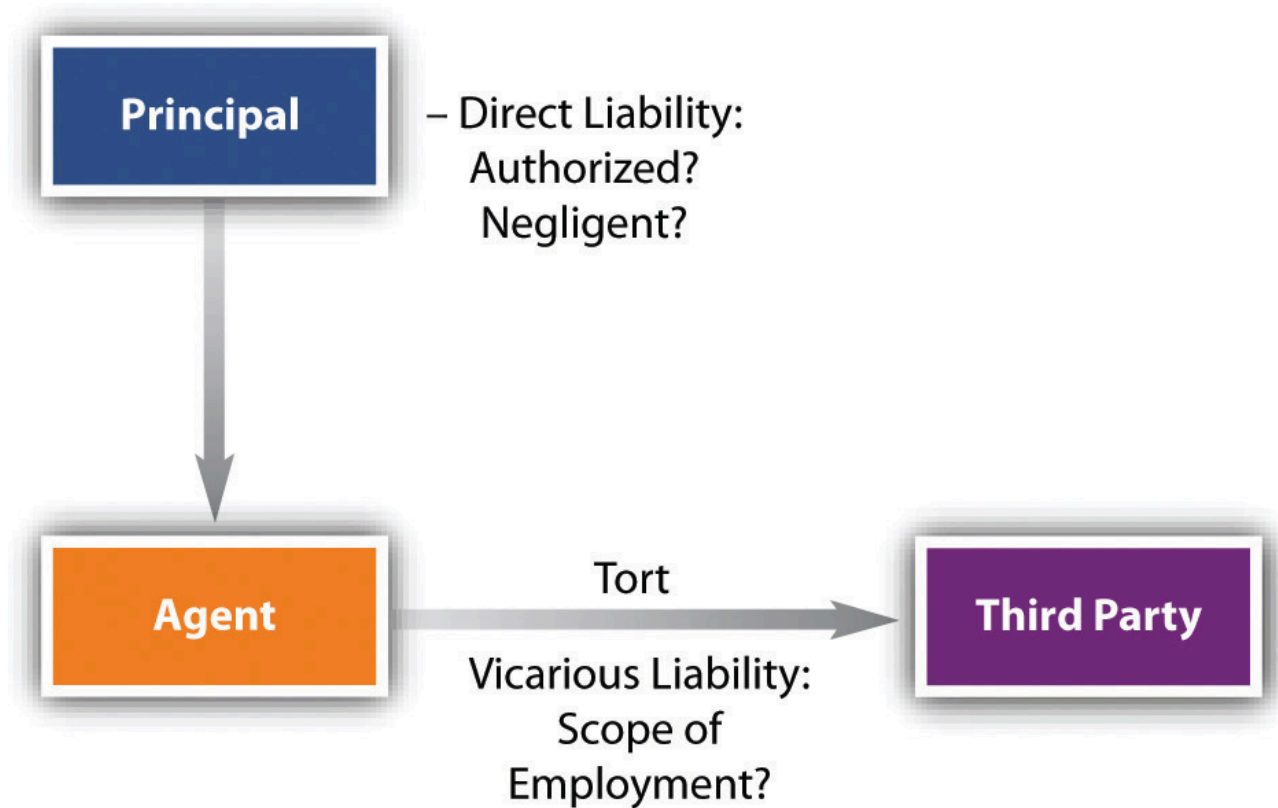 Principal
– Direct Liability:
Authorized?
Negligent?
Agent
Tort
Vicarious Liability:
Scope of
Employment?
Third Party